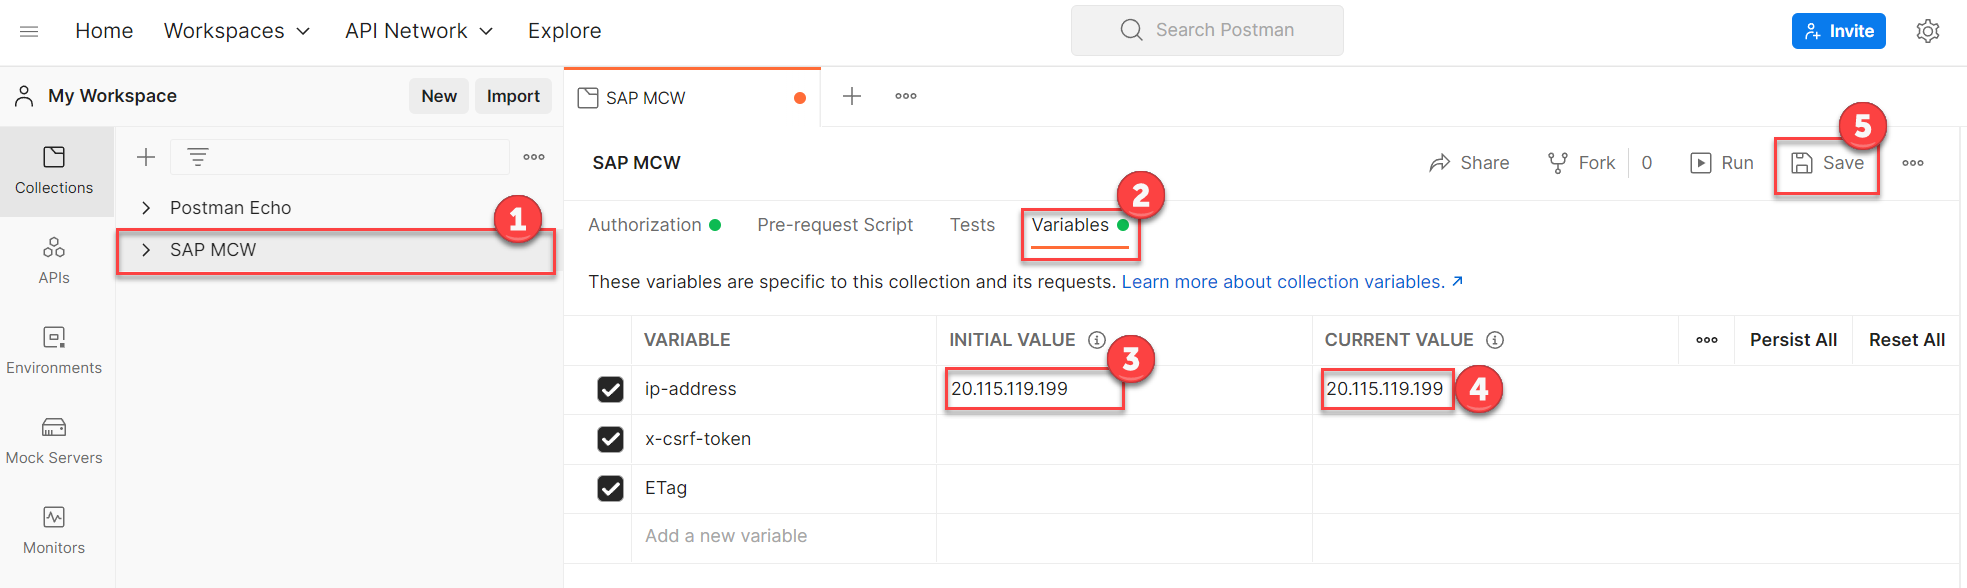 Home Workspaces API Network Explore Search Postman Invite
My Workspace New Import SAP MCW
5
SAP MCW Share Fork 0 Run Save
Collections
2
Postman Echo 1 Authorization Pre-request Script Tests Variables
SAP MCW
APIs These variables are specific to this collection and its requests. Learn more about collection variables.
VARIABLE INITIAL VALUE CURRENT VALUE Persist All Reset All
3
Environments
ip-address 20.115.119.199 20.115.119.199 4
x-csrf-token
Mock Servers
ETag
Add a new variable
Monitors